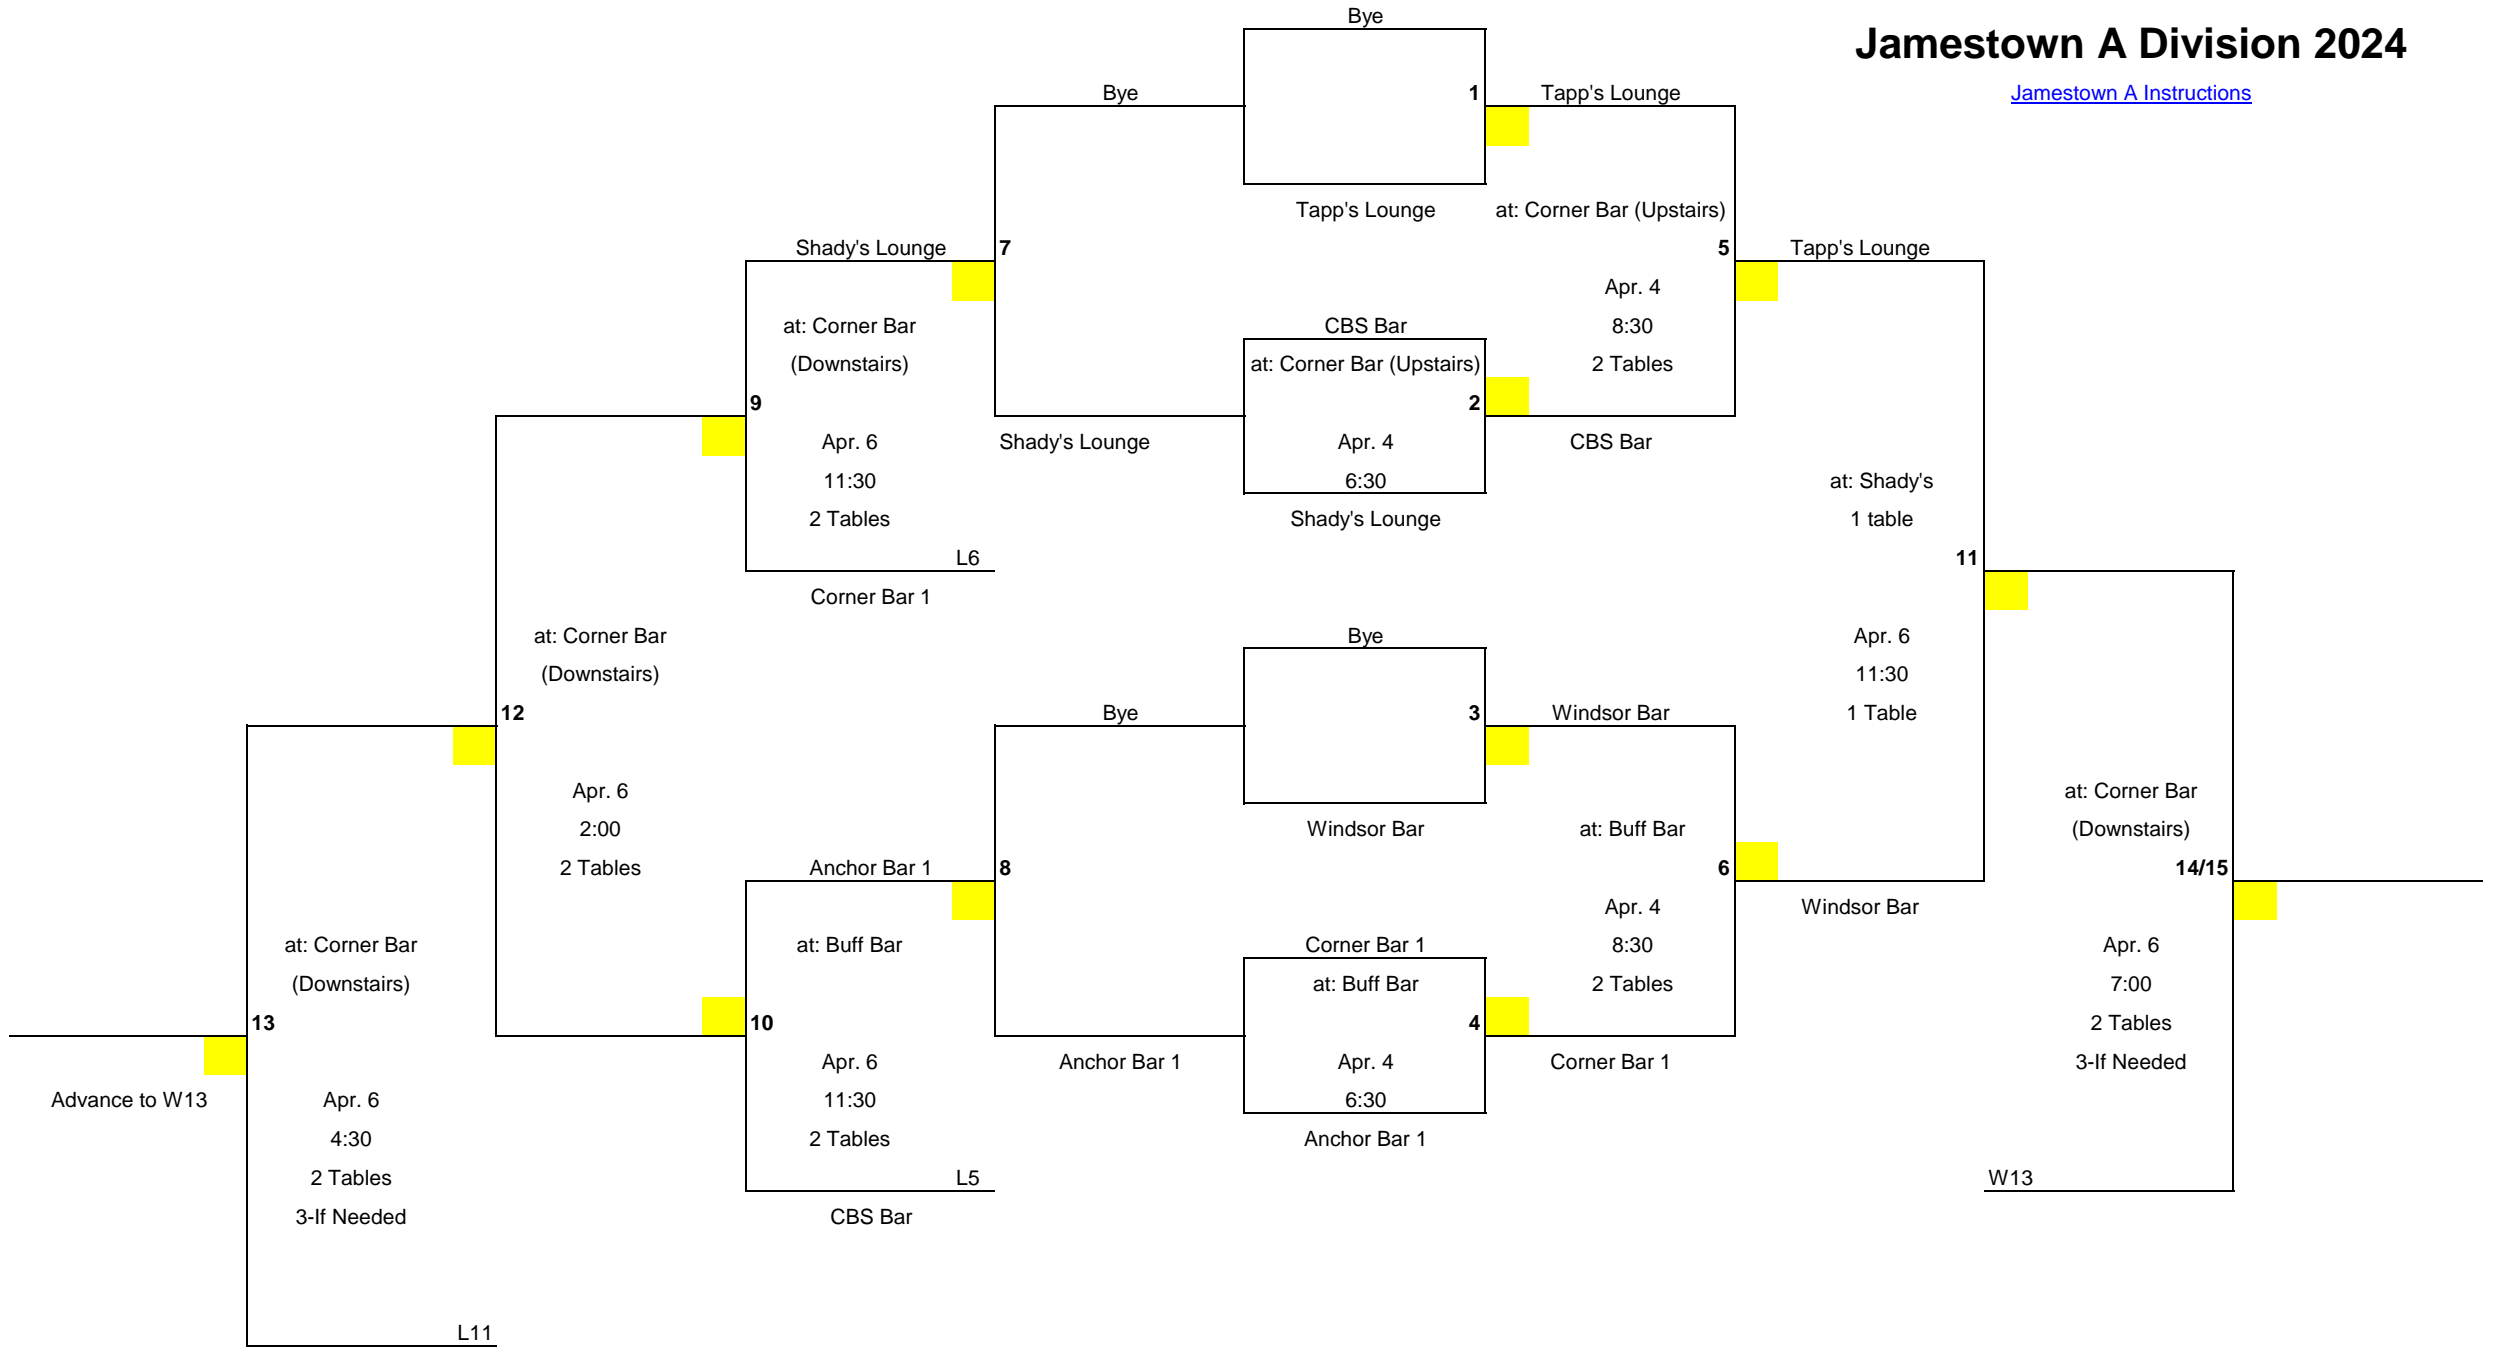 Bye
Jamestown A Division 2024
Bye
1
Tapp's Lounge
Jamestown A Instructions
Tapp's Lounge
at: Corner Bar (Upstairs)
Shady's Lounge
7
5
Tapp's Lounge
Apr. 4
at: Corner Bar
CBS Bar
8:30
(Downstairs)
at: Corner Bar (Upstairs)
2 Tables
9
2
Apr. 6
Shady's Lounge
Apr. 4
CBS Bar
11:30
6:30
at: Shady's
2 Tables
Shady's Lounge
1 table
L6
11
Corner Bar 1
at: Corner Bar
Bye
Apr. 6
(Downstairs)
11:30
12
Bye
3
Windsor Bar
1 Table
Apr. 6
at: Corner Bar
2:00
Windsor Bar
at: Buff Bar
(Downstairs)
2 Tables
Anchor Bar 1
8
6
14/15
Apr. 4
Windsor Bar
at: Corner Bar
at: Buff Bar
Corner Bar 1
8:30
Apr. 6
(Downstairs)
at: Buff Bar
2 Tables
7:00
13
10
4
2 Tables
Apr. 6
Anchor Bar 1
Apr. 4
Corner Bar 1
3-If Needed
Advance to W13
Apr. 6
11:30
6:30
4:30
2 Tables
Anchor Bar 1
2 Tables
L5
W13
3-If Needed
CBS Bar
L11